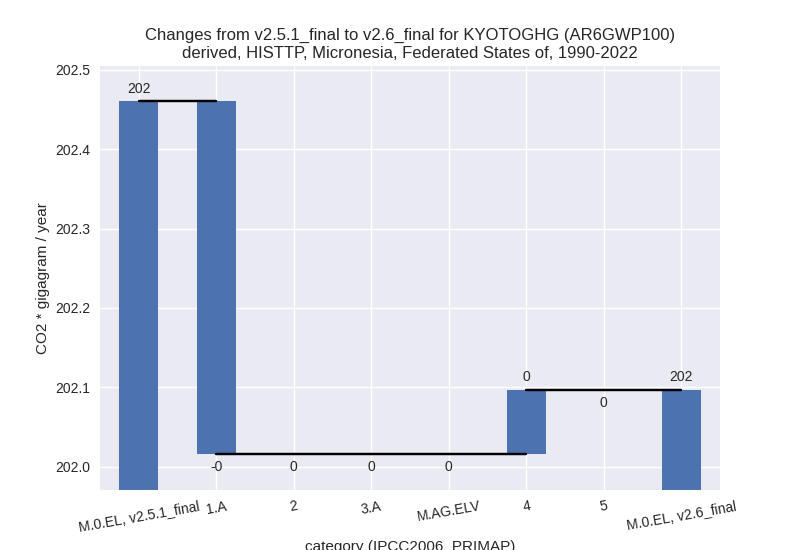 Changes from v2.5.1_final to v2.6_final for KYOTOGHG (AR6GWP100)
derived, HISTTP, Micronesia, Federated States of, 1990-2022
CO2 * gigagram / year
202.5
202.4
202.3
202.2
202.1
202.0
202
-0
0
0
0
0
0
202
M.0.EL, v2.5.1_final
1.A
2
3.A
M.AG.ELV
4
5
M.0.EL, v2.6_final
category (IPCC2006_PRIMAP)